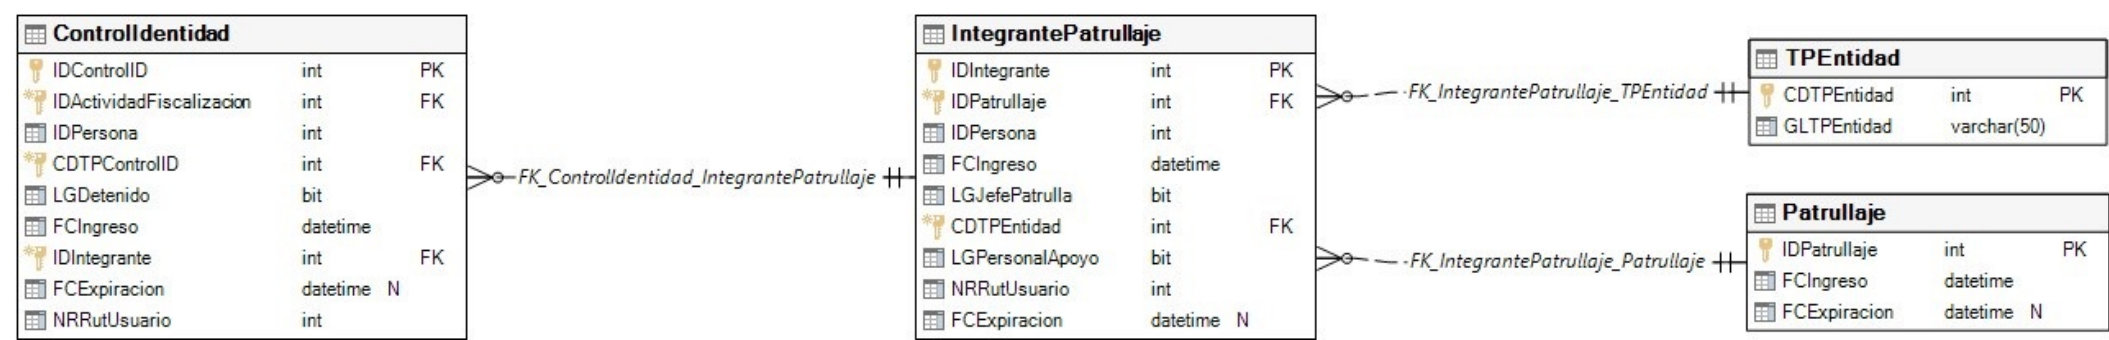 ControlIdentidad
IDControlID int PK
IDActividadFiscalizacion int FK
IDPersona int
CDTPControlID int FK
LGDetenido bit
FCIngreso datetime
IDIntegrante int FK
FCExpiracion datetime N
NRRutUsuario int
FK_ControlIdentidad_IntegrantePatrullaje
IntegrantePatrullaje
IDIntegrante int PK
IDPatrullaje int FK
IDPersona int
FCIngreso datetime
LGJefePatrulla bit
CDTPEntidad int FK
LGPersonalApoyo bit
NRRutUsuario int
FCExpiracion datetime N
FK_IntegrantePatrullaje_TPEntidad
FK_IntegrantePatrullaje_Patrullaje
TPEntidad
CDTPEntidad int PK
GLTPEntidad varchar(50)
Patrullaje
IDPatrullaje int PK
FCIngreso datetime
FCExpiracion datetime N